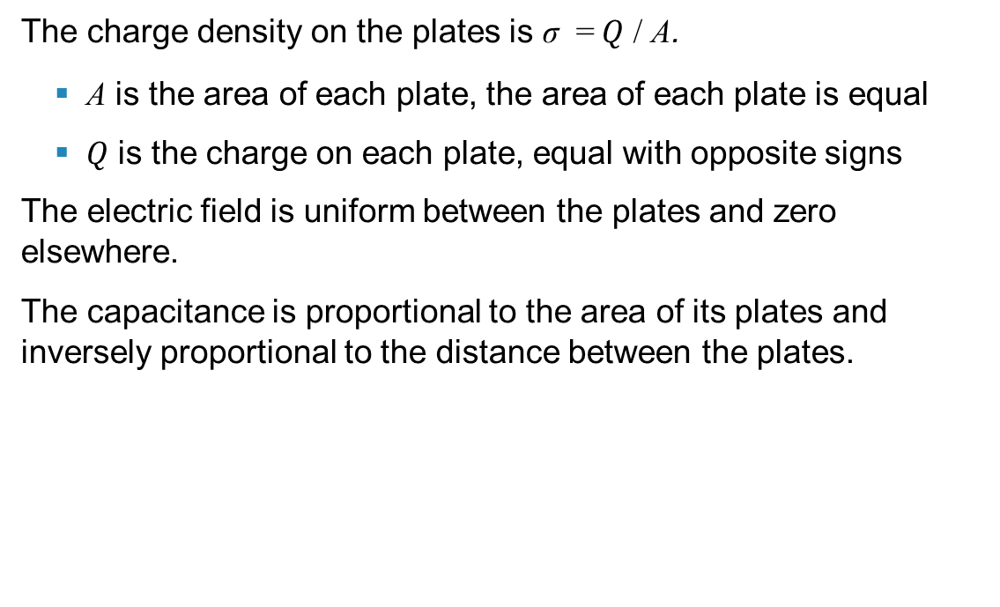 The charge density on the plates is σ = Q / A.
▪ A is the area of each plate, the area of each plate is equal
▪ Q is the charge on each plate, equal with opposite signs
The electric field is uniform between the plates and zero
elsewhere.
The capacitance is proportional to the area of its plates and
inversely proportional to the distance between the plates.